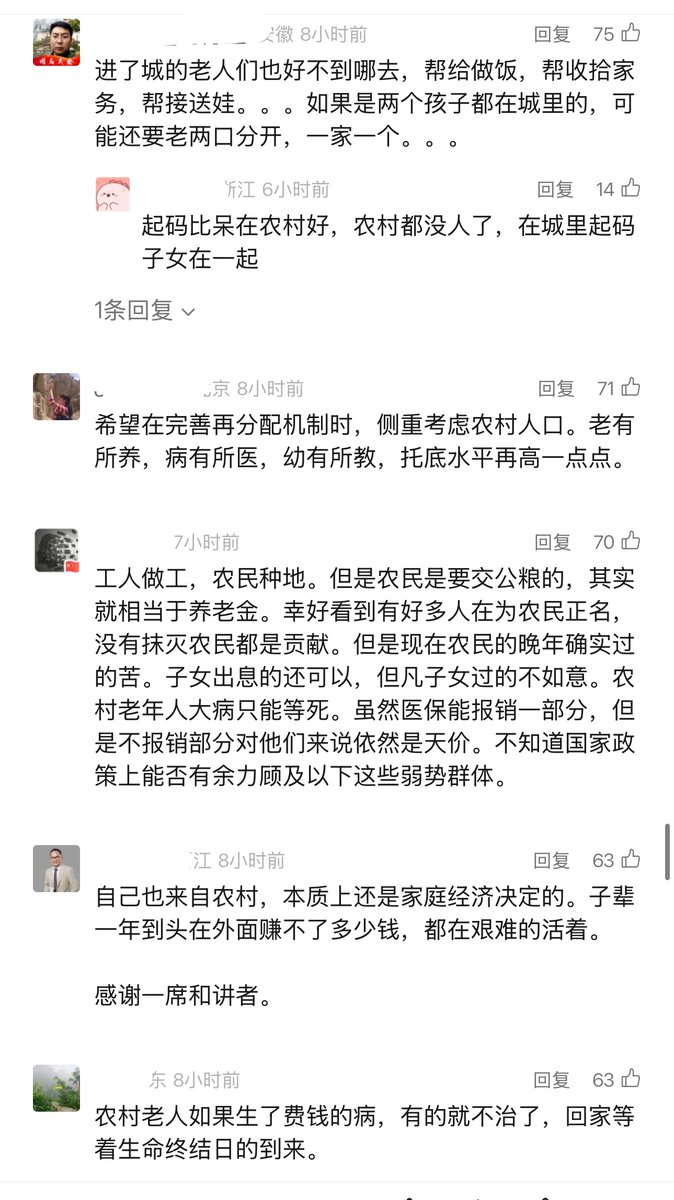 安徽 8小时前 回复 75
进了城的老人们也好不到哪去，帮给做饭，帮收拾家
务，帮接送娃。。。如果是两个孩子都在城里的，可
能还要老两口分开，一家一个。。。
浙江 6小时前 回复 14
起码比呆在农村好，农村都没人了，在城里起码
子女在一起
1条回复
京 8小时前 回复 71
希望在完善再分配机制时，侧重考虑农村人口。老有
所养，病有所医，幼有所教，托底水平再高一点点。
7小时前 回复 70
工人做工，农民种地。但是农民是要交公粮的，其实
就相当于养老金。幸好看到有好多人在为农民正名，
没有抹灭农民都是贡献。但是现在农民的晚年确实过
的苦。子女出息的还可以，但凡子女过的不如意。农
村老年人大病只能等死。虽然医保能报销一部分，但
是不报销部分对他们来说依然是天价。不知道国家政
策上能否有余力顾及以下这些弱势群体。
江 8小时前 回复 63
自己也来自农村，本质上还是家庭经济决定的。子辈
一年到头在外面赚不了多少钱，都在艰难的活着。
感谢一席和讲者。
东 8小时前 回复 63
农村老人如果生了费钱的病，有的就不治了，回家等
着生命终结日的到来。